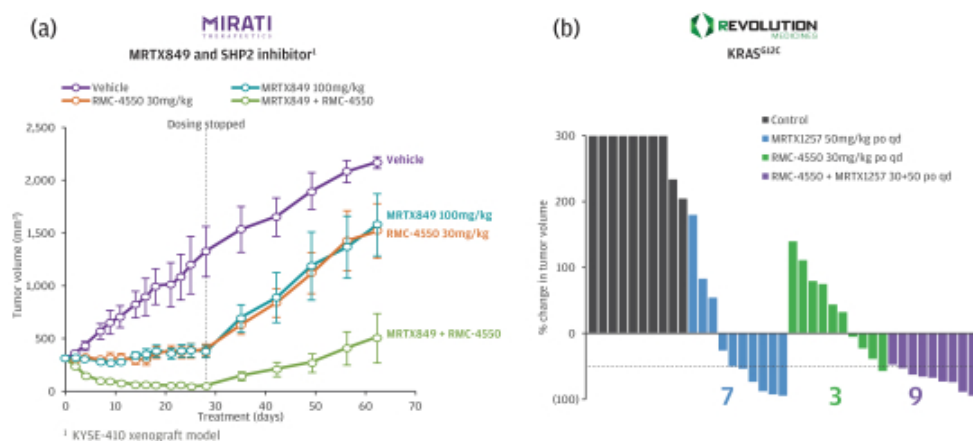 (a)
MIRATI
THERAPEUTICS
MRTX849 and SHP2 inhibitor¹
Vehicle
MRTX849 100mg/kg
RMC-4550 30mg/kg
MRTX849 + RMC-4550
Dosing stopped
Tumor volume (mm³)
2,500
2,000
1,500
1,000
500
0
Vehicle
MRTX849 100mg/kg
RMC-4550 30mg/kg
MRTX849 + RMC-4550
0 10 20 30 40 50 60 70
Treatment (days)
¹ KYSE-410 xenograft model
(b)
REVOLUTION
MEDICINES
KRASG12C
Control
MRTX1257 50mg/kg po qd
RMC-4550 30mg/kg po qd
RMC-4550 + MRTX1257 30+50 po qd
% change in tumor volume
300
200
100
0
(100)
7 3 9